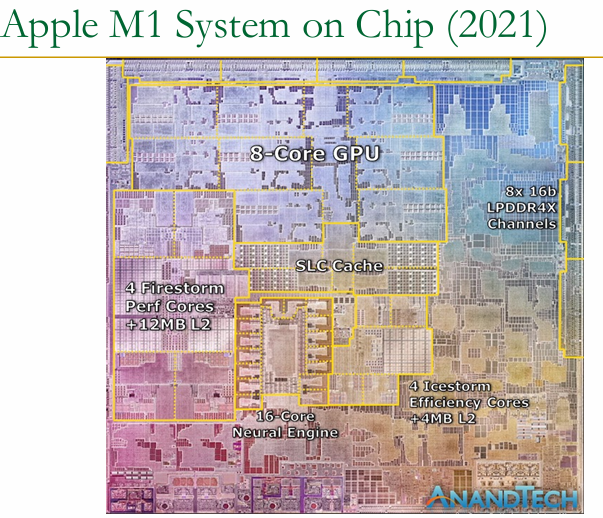 Apple M1 System on Chip (2021)
8-Core GPU
8x 16b
LPDDR4X
Channels
SLC Cache
4 Firestorm
Perf Cores
+12MB L2
4 Icestorm
Efficiency Cores
+4MB L2
16-Core
Neural Engine
ANANDTECH